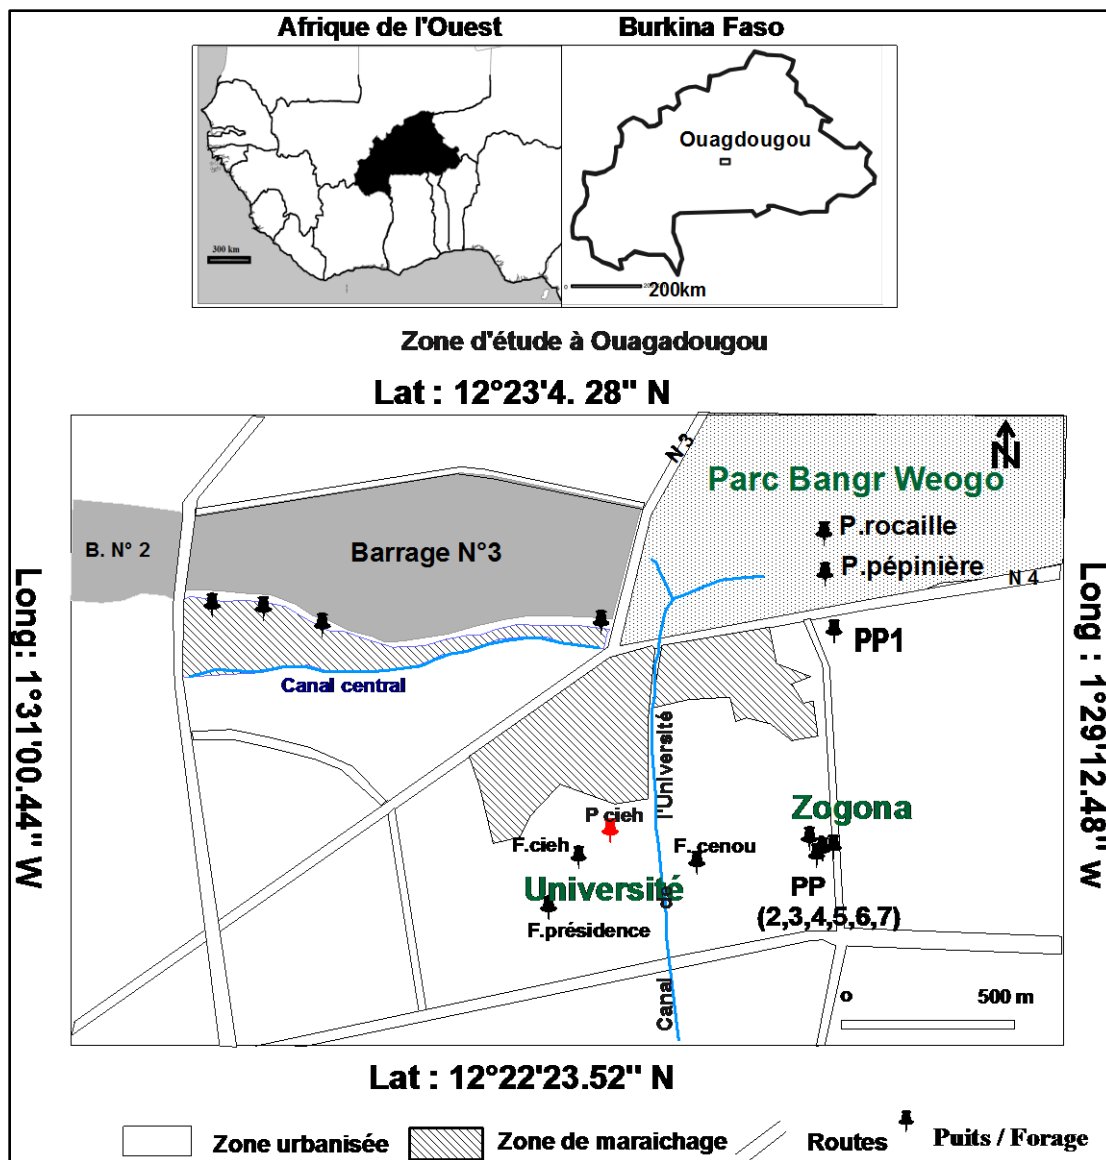 Afrique de l'Ouest
Burkina Faso
Ouagdougou
300 km
200km
Zone d'étude à Ouagadougou
Lat : 12°23'4. 28" N
N 3
N
Parc Bangr Weogo
P.rocaille
B. N° 2
Barrage N°3
P.pépinière
N 4
Long: 1°31'00.44" W
Long : 1°29'12.48" W
PP1
Canal central
Canal de l'Université
Zogona
P cieh
F.cieh
F. cenou
Université
PP
(2,3,4,5,6,7)
F.présidence
o
500 m
Lat : 12°22'23.52" N
Zone urbanisée
Zone de maraichage
Routes
Puits / Forage